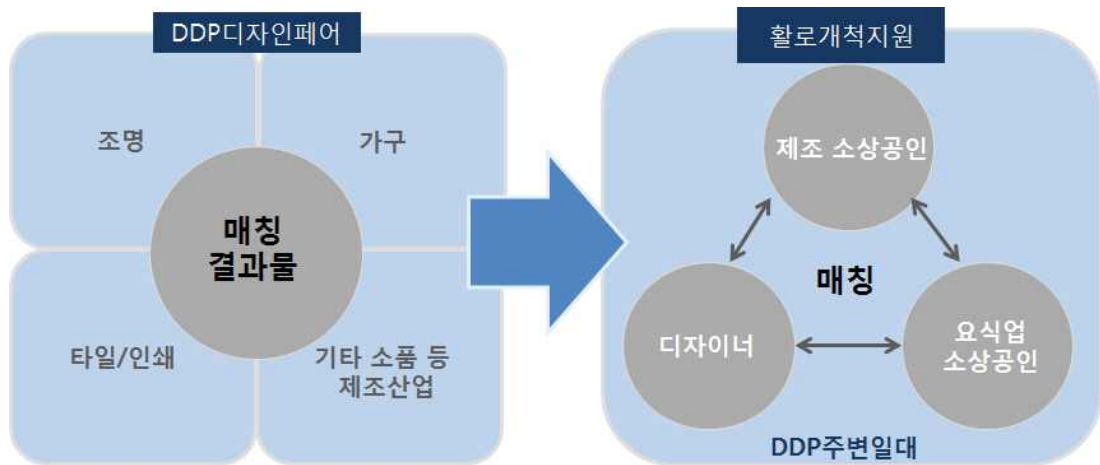 DDP디자인페어
조명
가구
매칭
결과물
타일/인쇄
기타 소품 등
제조산업
활로개척지원
제조 소상공인
매칭
디자이너
요식업
소상공인
DDP주변일대